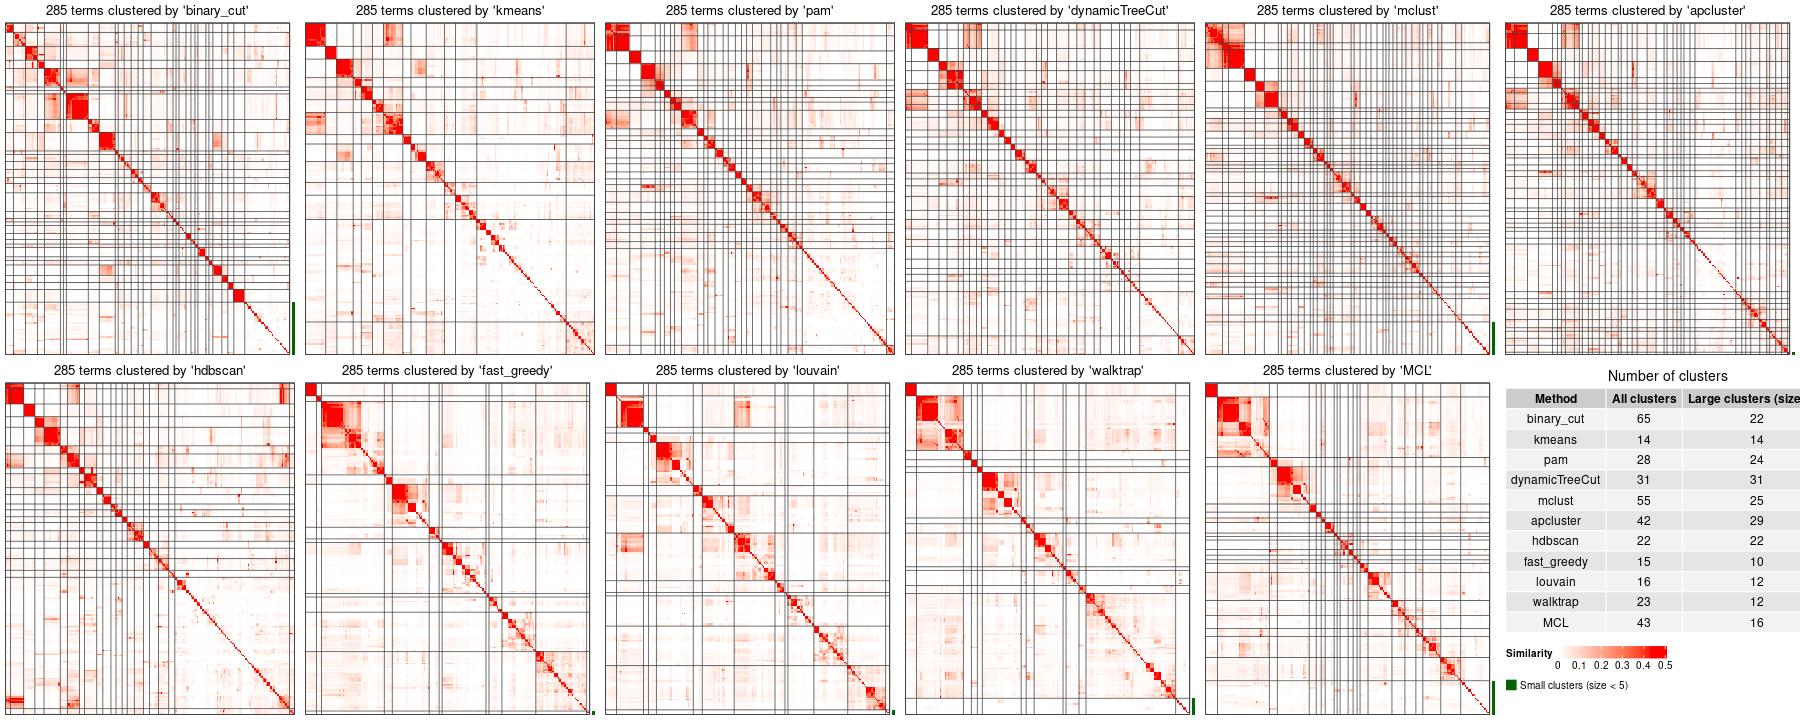 285 terms clustered by 'binary_cut'
285 terms clustered by 'kmeans'
285 terms clustered by 'pam'
285 terms clustered by 'dynamicTreeCut'
285 terms clustered by 'mclust'
285 terms clustered by 'apcluster'
285 terms clustered by 'hdbscan'
285 terms clustered by 'fast_greedy'
285 terms clustered by 'louvain'
285 terms clustered by 'walktrap'
285 terms clustered by 'MCL'
Number of clusters
Method All clusters Large clusters (size
binary_cut 65 22
kmeans 14 14
pam 28 24
dynamicTreeCut 31 31
mclust 55 25
apcluster 42 29
hdbscan 22 22
fast_greedy 15 10
louvain 16 12
walktrap 23 12
MCL 43 16
Similarity
0 0.1 0.2 0.3 0.4 0.5
Small clusters (size < 5)